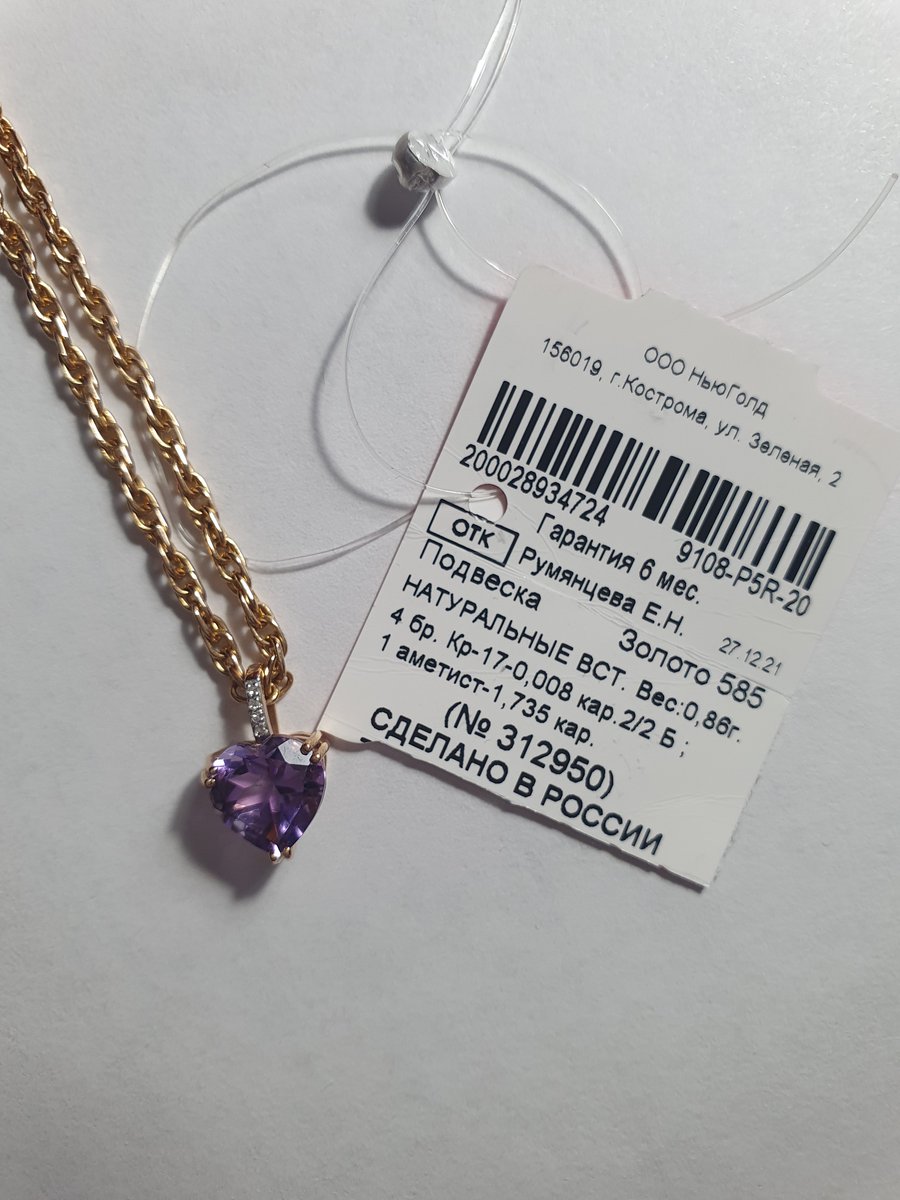 ООО НьюГолд
156019, г.Кострома, ул. Зеленая, 2
200028934724
9108-P5R-20
Гарантия 6 мес.
ОТК Румянцева Е.Н. 27.12.21
Подвеска Золото 585
НАТУРАЛЬНЫЕ ВСТ. Вес:0,86г.
4 бр. Кр-17-0,008 кар.2/2 Б ;
1 аметист-1,735 кар.
(№ 312950)
СДЕЛАНО В РОССИИ